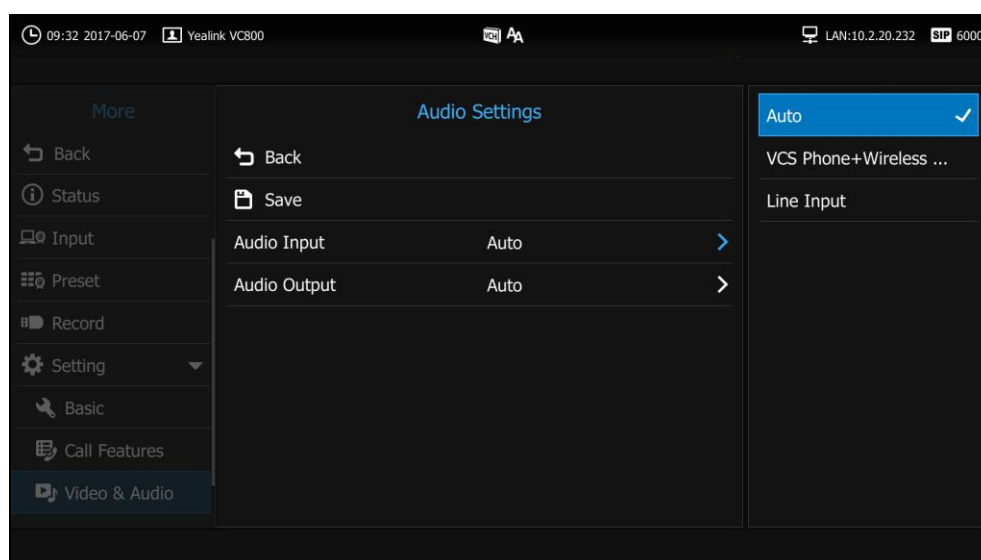 09:32 2017-06-07 Yealink VC800 VCH AA LAN:10.2.20.232 SIP 6000
More
Back
Status
Input
Preset
Record
Setting
Basic
Call Features
Video & Audio
Audio Settings
Back
Save
Audio Input Auto
Audio Output Auto
Auto
VCS Phone+Wireless ...
Line Input